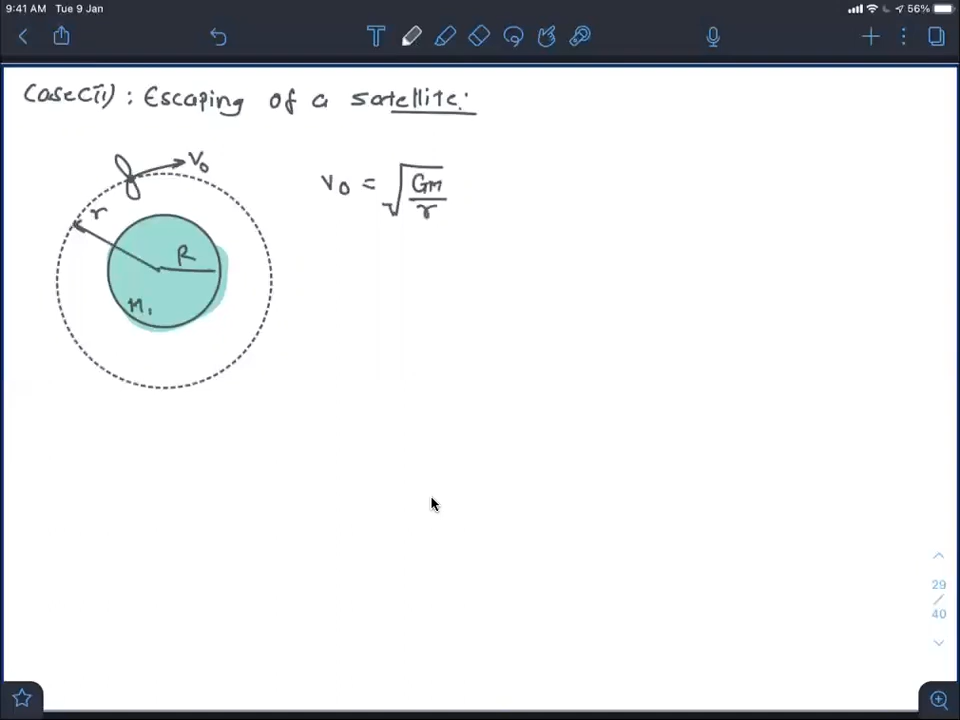 9:41 AM Tue 9 Jan
56%
Case(ii) : Escaping of a satellite:
v₀
v₀ = √(GM/r)
r
R
M,
29
/
40